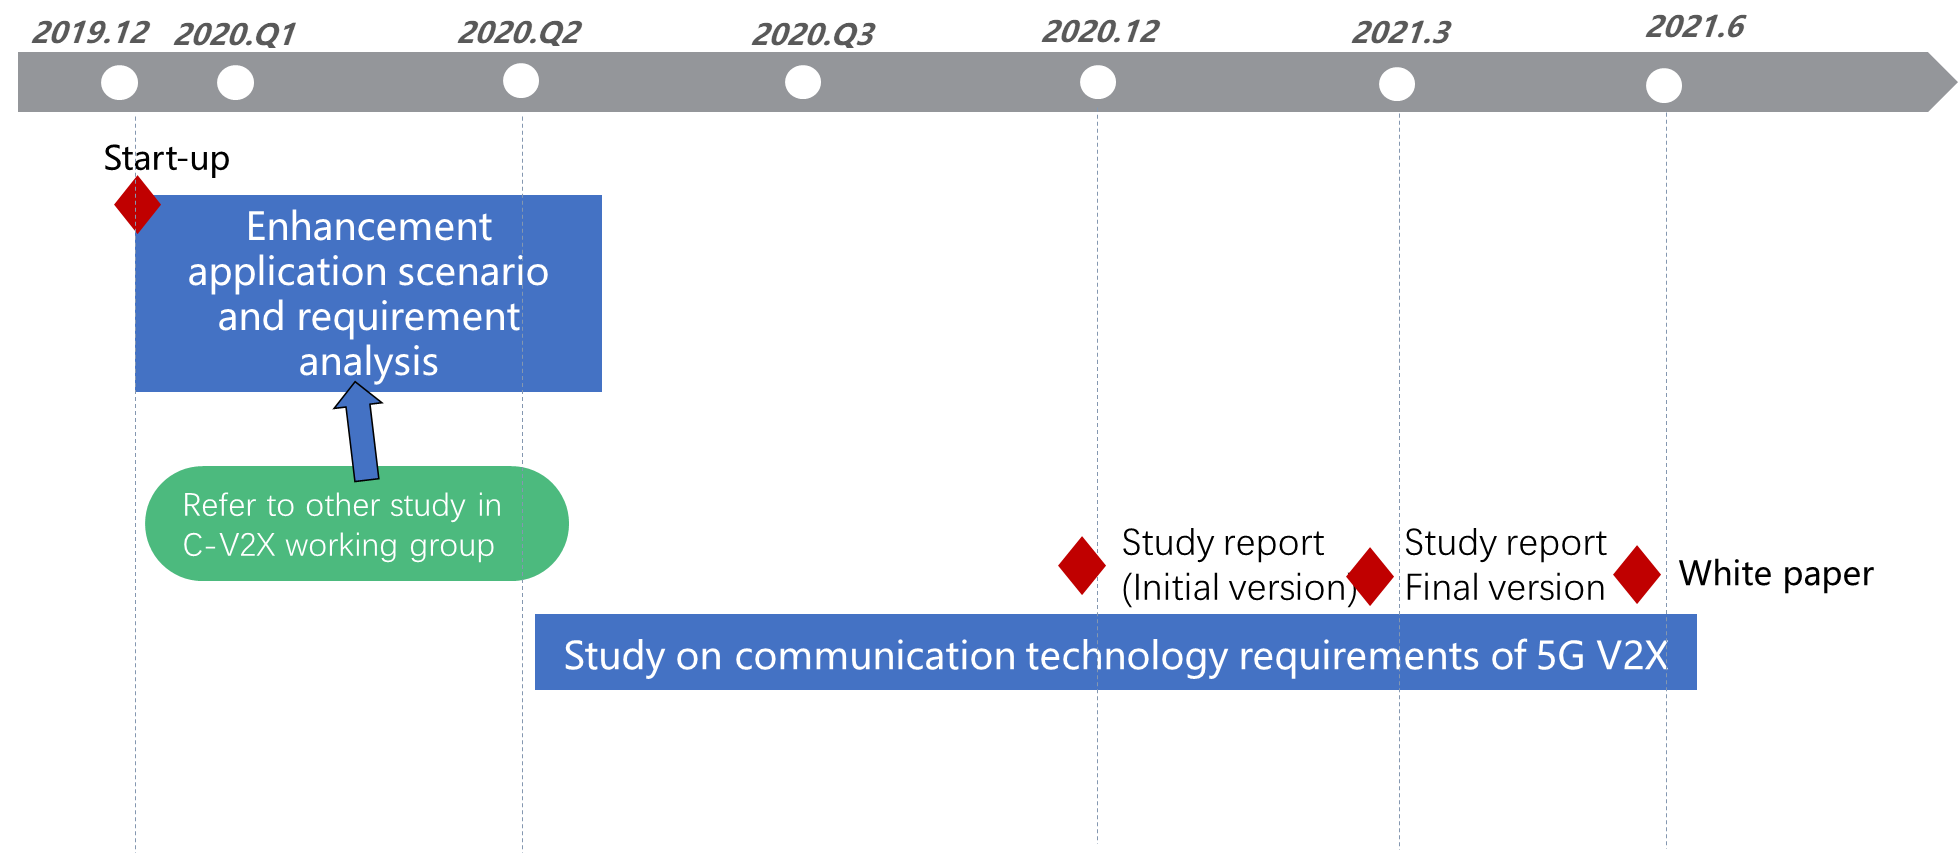 2019.12
2020.Q1
2020.Q2
2020.Q3
2020.12
2021.3
2021.6
Start-up
Enhancement
application scenario
and requirement
analysis
Refer to other study in
C-V2X working group
Study report
(Initial version)
Study report
Final version
White paper
Study on communication technology requirements of 5G V2X